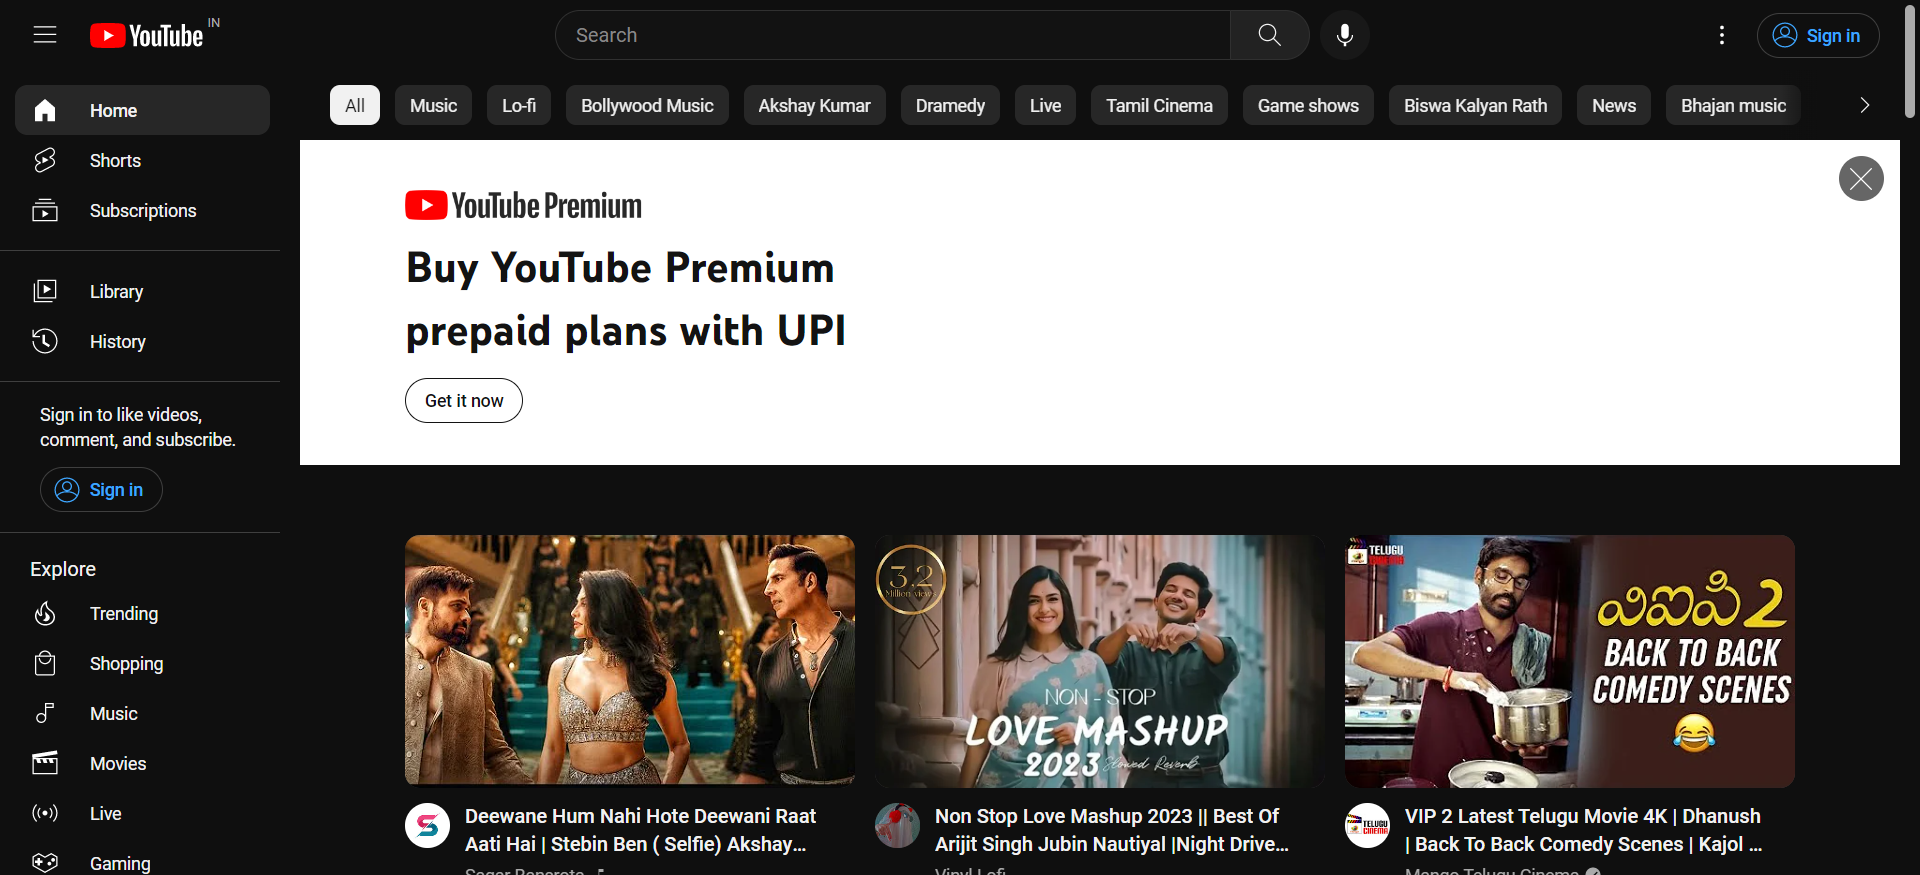 YouTube IN
Search
Sign in
Home
Shorts
Subscriptions
Library
History
Sign in to like videos,
comment, and subscribe.
Sign in
Explore
Trending
Shopping
Music
Movies
Live
Gaming
All Music Lo-fi Bollywood Music Akshay Kumar Dramedy Live Tamil Cinema Game shows Biswa Kalyan Rath News Bhajan music
YouTube Premium
Buy YouTube Premium
prepaid plans with UPI
Get it now
Deewane Hum Nahi Hote Deewani Raat
Aati Hai | Stebin Ben ( Selfie) Akshay...
3.2
Million views
NON - STOP
LOVE MASHUP
2023 Slowed Reverb
Non Stop Love Mashup 2023 || Best Of
Arijit Singh Jubin Nautiyal |Night Drive...
TELUGU
CINEMA
విఐపి 2
BACK TO BACK
COMEDY SCENES
TELUGU
CINEMA
VIP 2 Latest Telugu Movie 4K | Dhanush
| Back To Back Comedy Scenes | Kajol ...
Mango Telugu Cinema